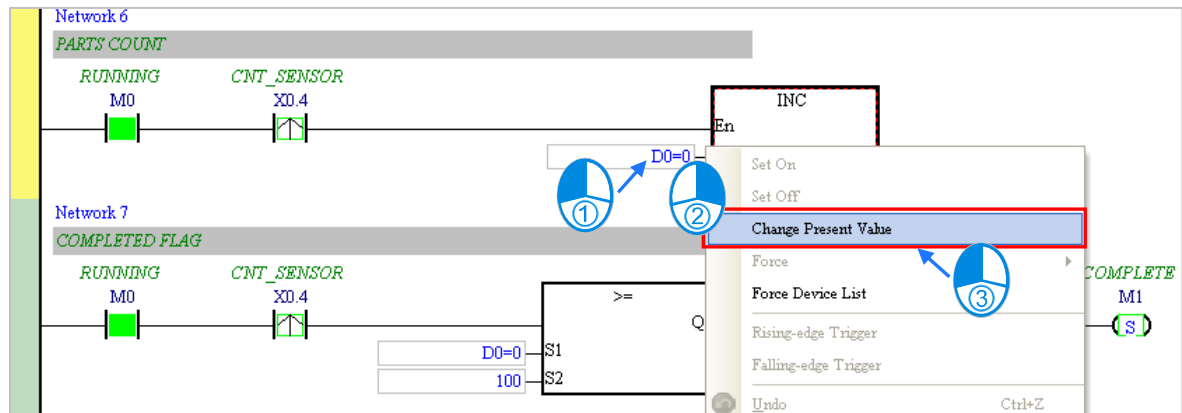 Network 6
PARTS COUNT
RUNNING CNT_SENSOR
M0 X0.4
INC
En
D0=0
① ②
Set On
Set Off
Change Present Value
Force
Force Device List
③
Rising-edge Trigger
Falling-edge Trigger
Undo Ctrl+Z
Network 7
COMPLETED FLAG
RUNNING CNT_SENSOR
M0 X0.4
>=
Q
D0=0 S1
100 S2
COMPLETE
M1
S